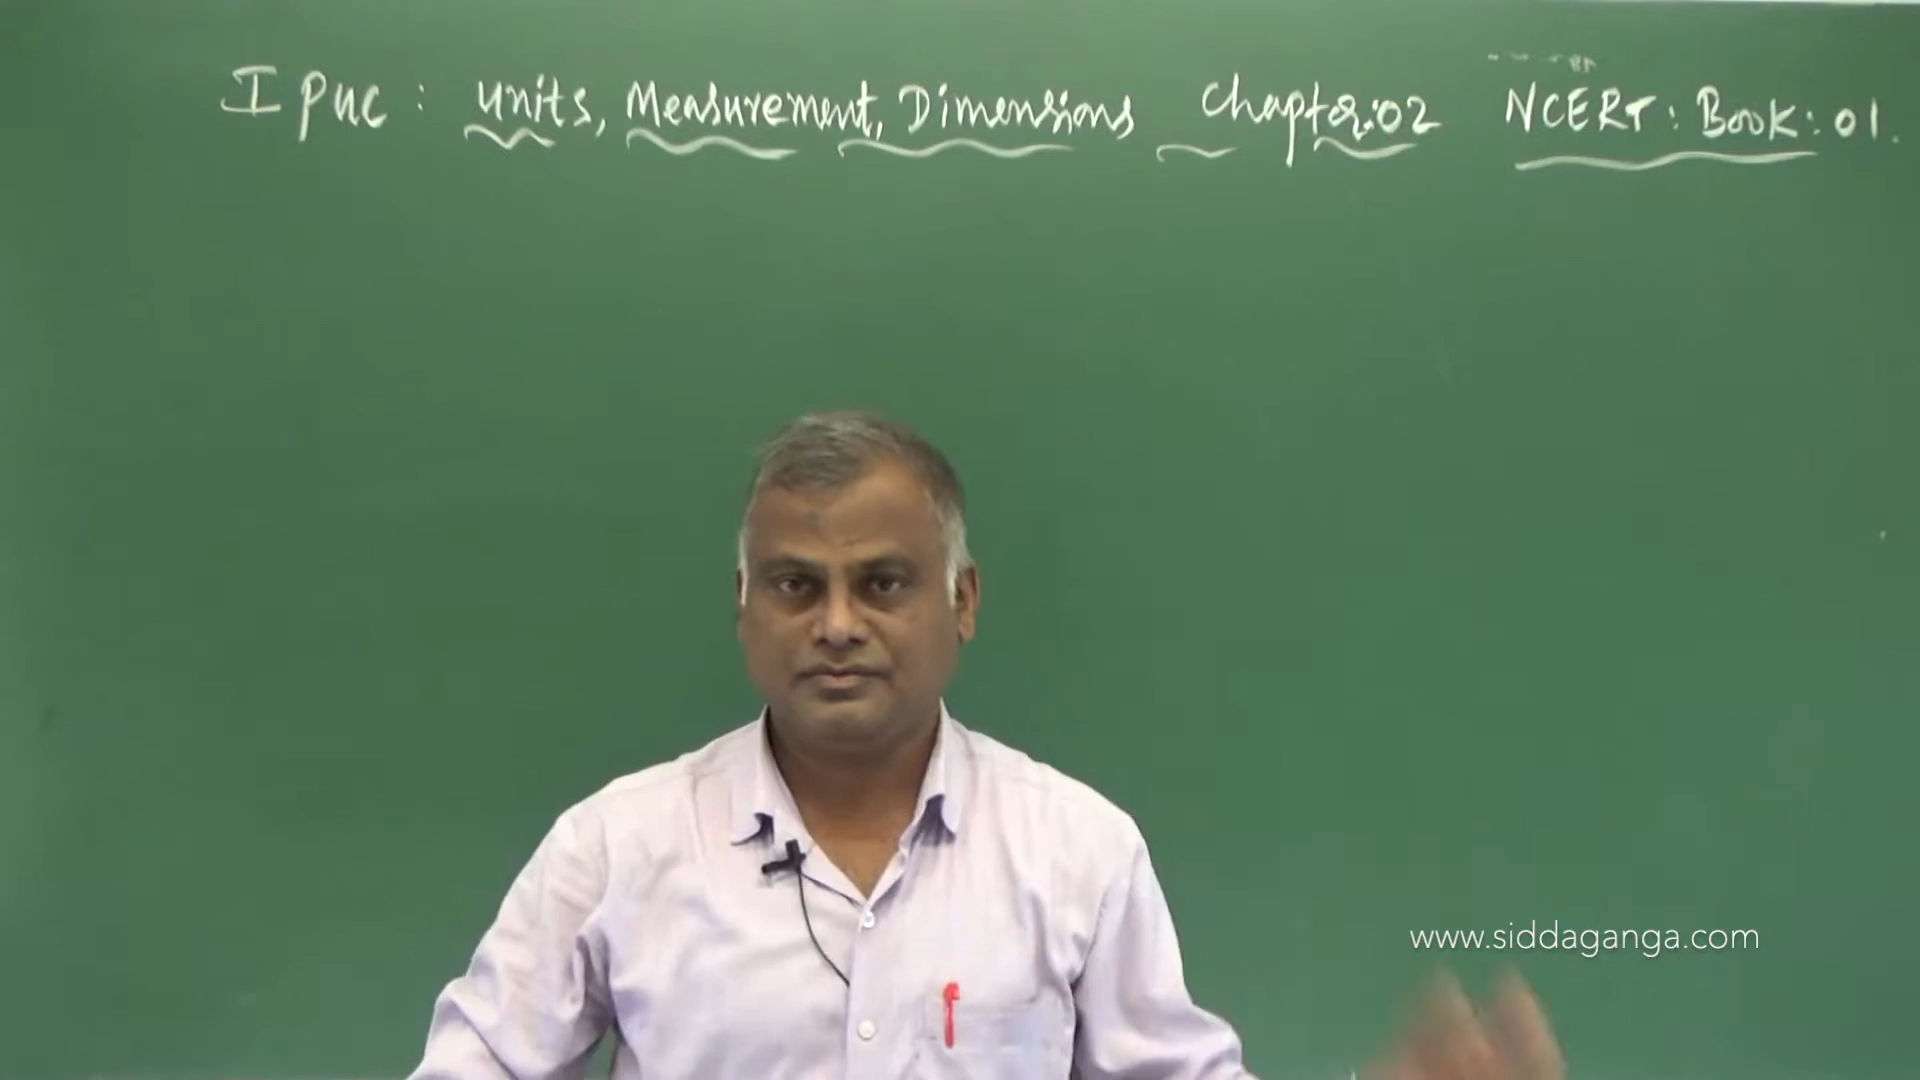 I PUC : units, Measurement, Dimensions Chapter:02 NCERT : Book : 01.
www.siddaganga.com